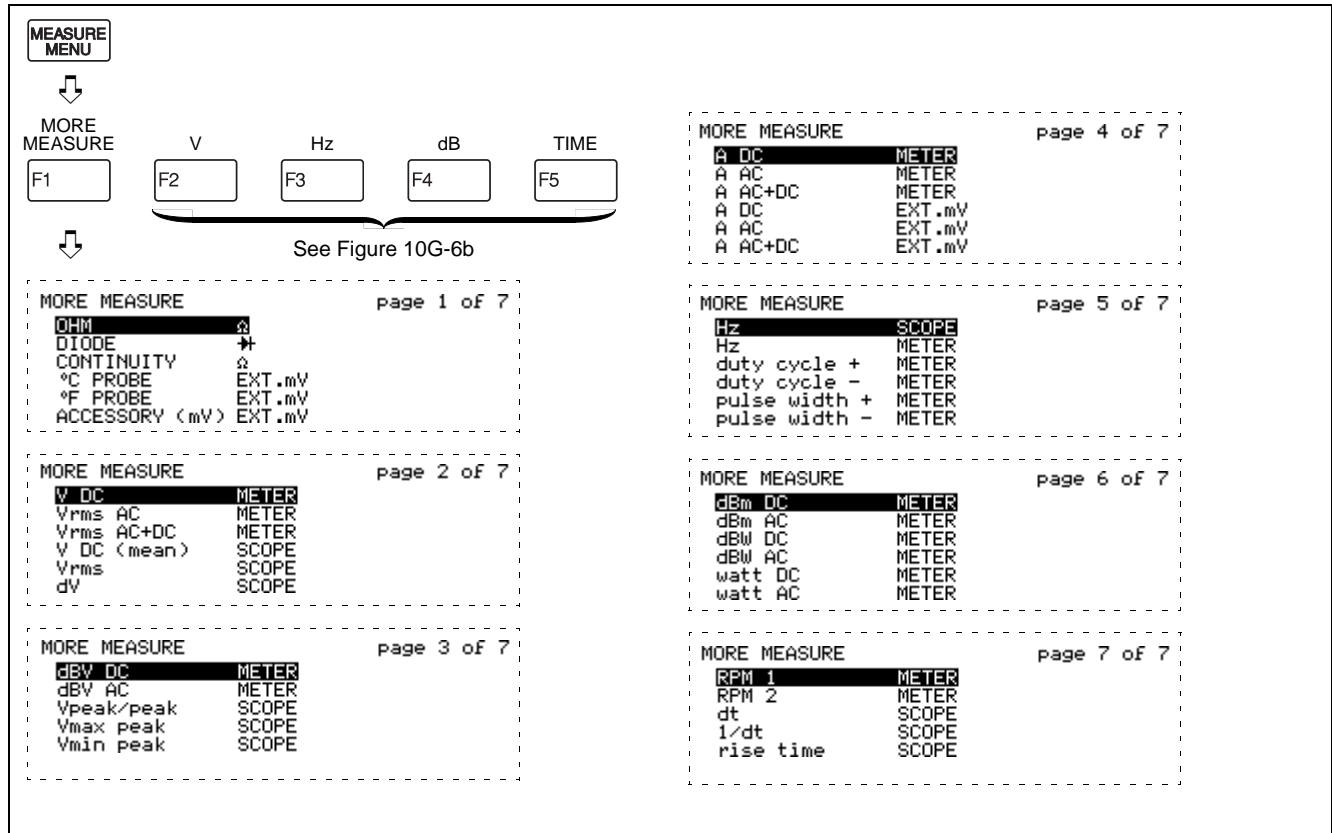 MEASURE
MENU
MORE
MEASURE
V
Hz
dB
TIME
F1
F2
F3
F4
F5
See Figure 10G-6b
MORE MEASURE page 1 of 7
OHM Ω
DIODE
CONTINUITY Ω
°C PROBE EXT.mV
°F PROBE EXT.mV
ACCESSORY (mV) EXT.mV
MORE MEASURE page 2 of 7
V DC METER
Vrms AC METER
Vrms AC+DC METER
V DC (mean) SCOPE
Vrms SCOPE
dV SCOPE
MORE MEASURE page 3 of 7
dBV DC METER
dBV AC METER
Vpeak/peak SCOPE
Vmax peak SCOPE
Vmin peak SCOPE
MORE MEASURE page 4 of 7
A DC METER
A AC METER
A AC+DC METER
A DC EXT.mV
A AC EXT.mV
A AC+DC EXT.mV
MORE MEASURE page 5 of 7
Hz SCOPE
Hz METER
duty cycle + METER
duty cycle - METER
pulse width + METER
pulse width - METER
MORE MEASURE page 6 of 7
dBm DC METER
dBm AC METER
dBW DC METER
dBW AC METER
watt DC METER
watt AC METER
MORE MEASURE page 7 of 7
RPM 1 METER
RPM 2 METER
dt SCOPE
1/dt SCOPE
rise time SCOPE